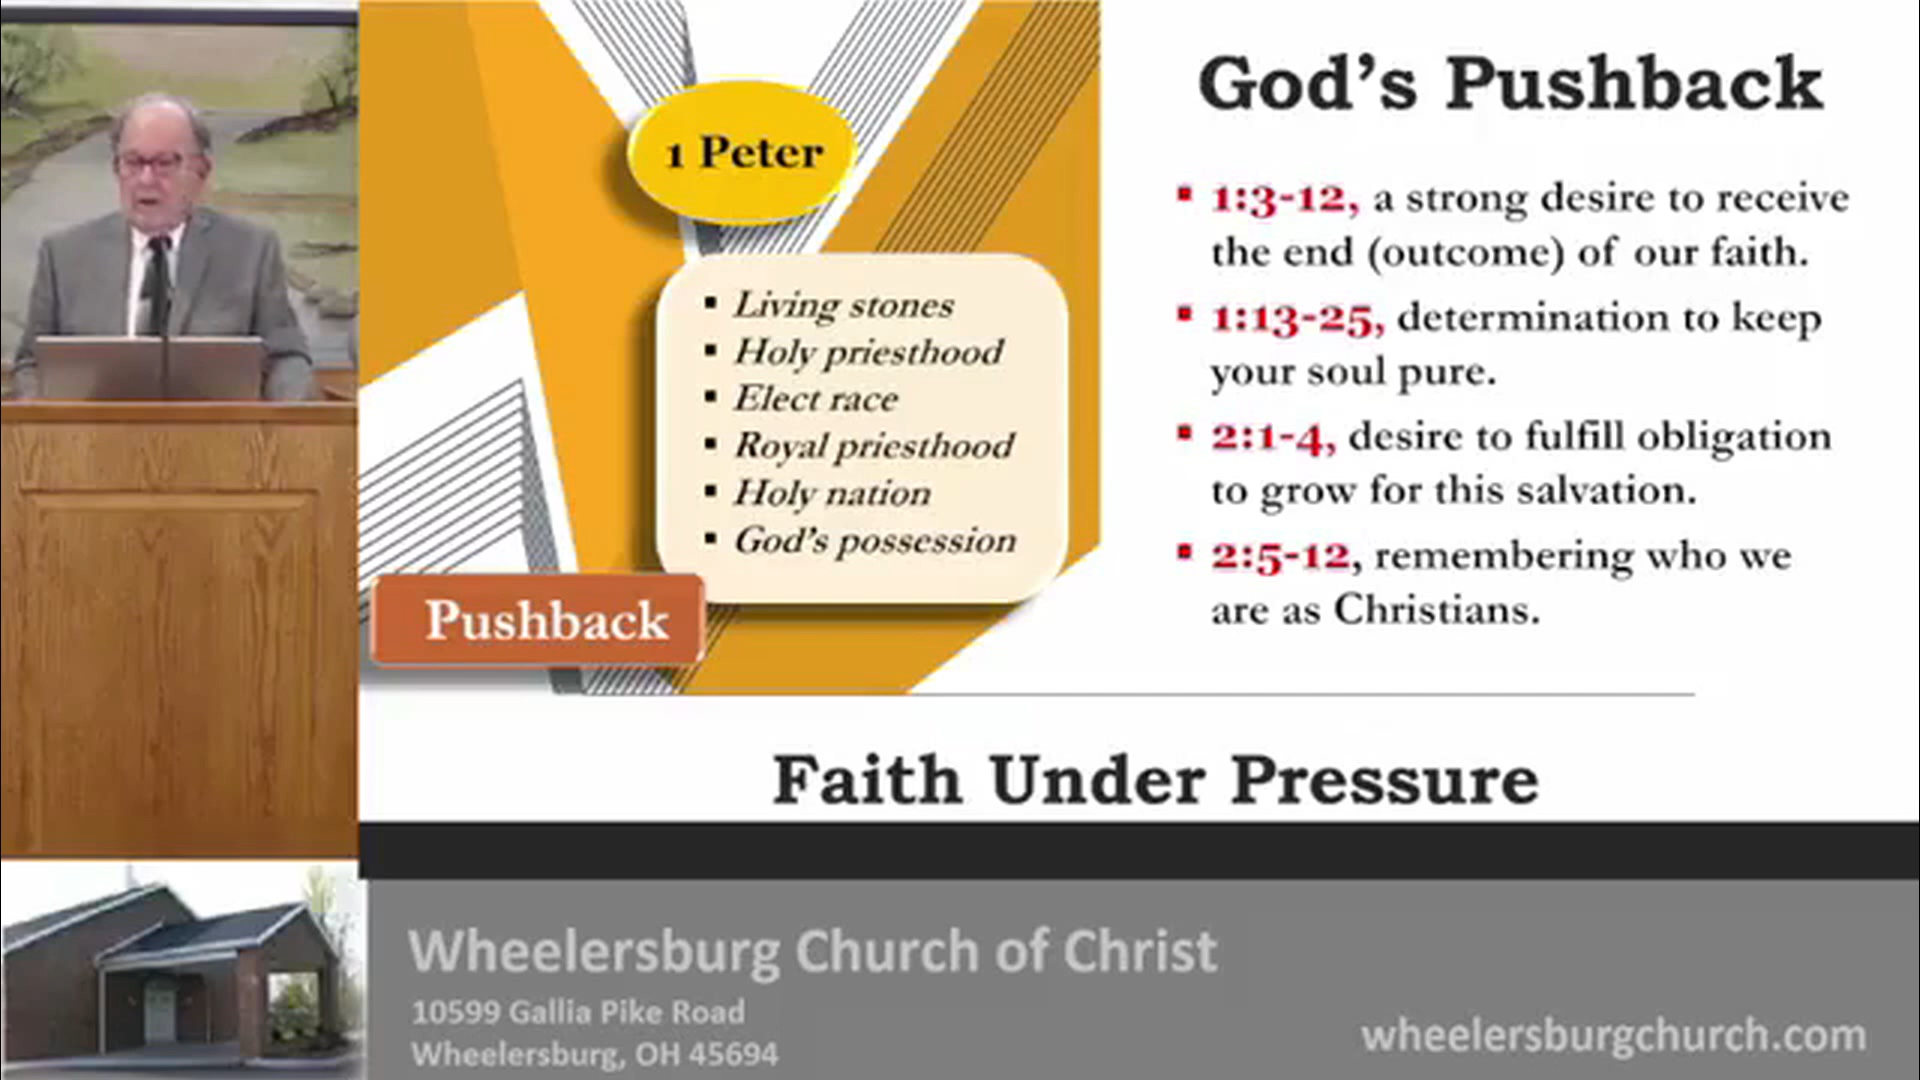 1 Peter
▪ Living stones
▪ Holy priesthood
▪ Elect race
▪ Royal priesthood
▪ Holy nation
▪ God's possession
Pushback
God's Pushback
▪ 1:3-12, a strong desire to receive
the end (outcome) of our faith.
▪ 1:13-25, determination to keep
your soul pure.
▪ 2:1-4, desire to fulfill obligation
to grow for this salvation.
▪ 2:5-12, remembering who we
are as Christians.
Faith Under Pressure
Wheelersburg Church of Christ
10599 Gallia Pike Road
Wheelersburg, OH 45694
wheelersburgchurch.com